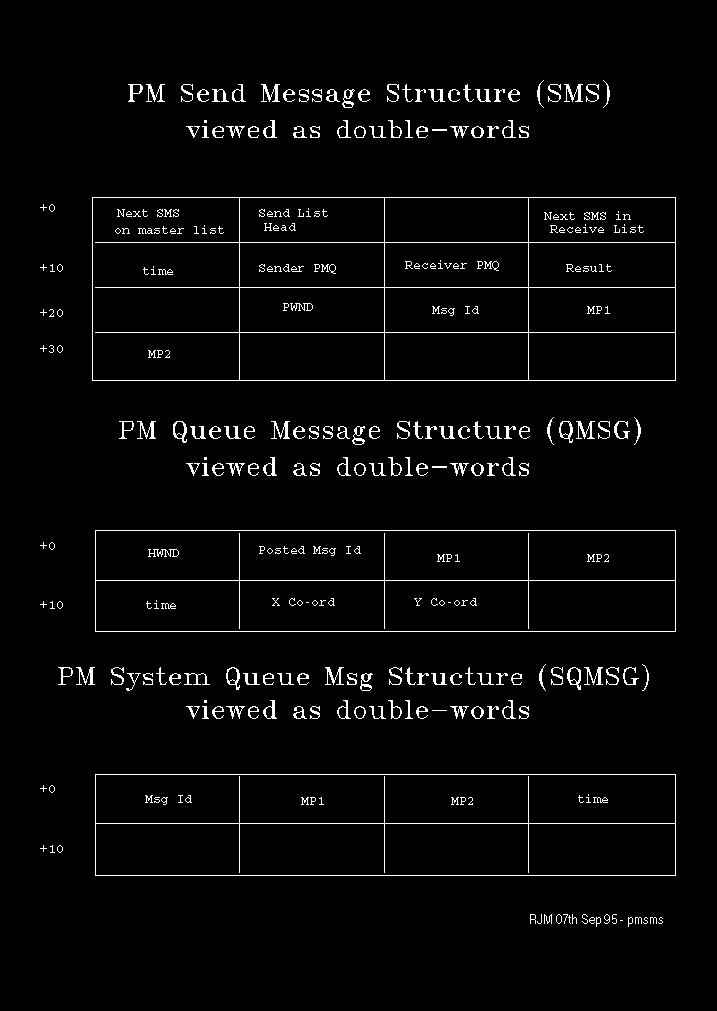 PM Send Message Structure (SMS)
viewed as double-words
+0 Next SMS on master list Send List Head Next SMS in Receive List
+10 time Sender PMQ Receiver PMQ Result
+20 PWND Msg Id MP1
+30 MP2
PM Queue Message Structure (QMSG)
viewed as double-words
+0 HWND Posted Msg Id MP1 MP2
+10 time X Co-ord Y Co-ord
PM System Queue Msg Structure (SQMSG)
viewed as double-words
+0 Msg Id MP1 MP2 time
+10
RJM 07th Sep 95 - pmsms